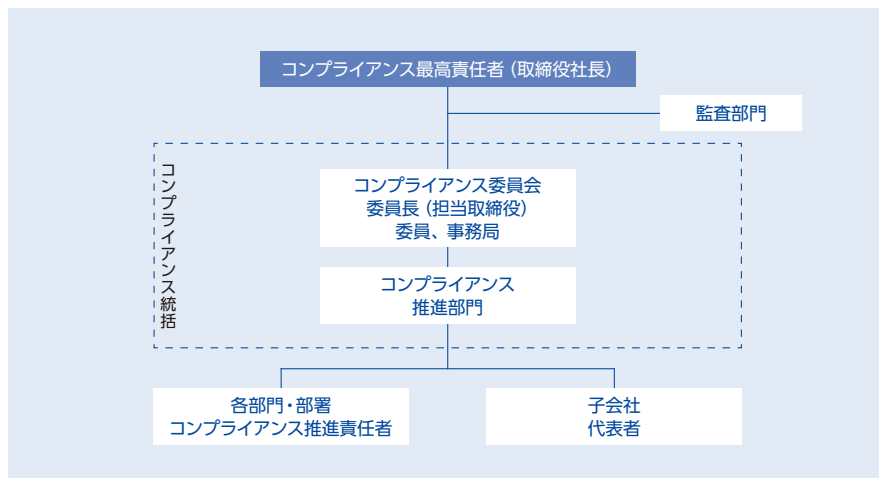 コンプライアンス最高責任者（取締役社長）
監査部門
コンプライアンス統括
コンプライアンス委員会
委員長（担当取締役）
委員、事務局
コンプライアンス
推進部門
各部門・部署
コンプライアンス推進責任者
子会社
代表者